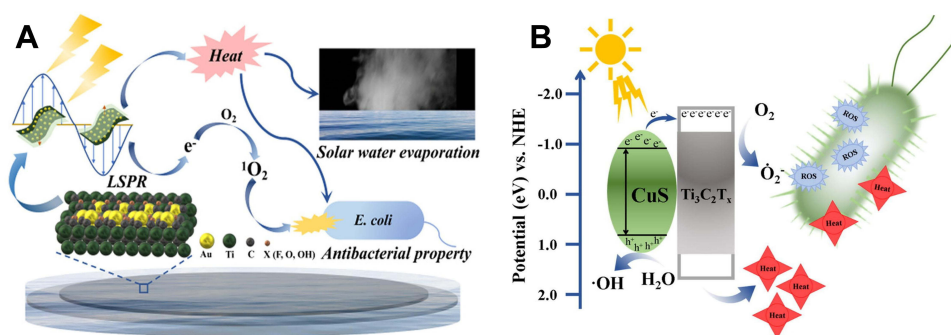 A
Heat
Solar water evaporation
O₂
e⁻
LSPR
¹O₂
E. coli
Au Ti C X (F, O, OH)
Antibacterial property
B
Potential (eV) vs. NHE
-2.0
-1.0
0.0
1.0
2.0
e⁻
e⁻ e⁻ e⁻ e⁻ e⁻ e⁻
e⁻ e⁻ e⁻ e⁻
CuS
Ti₃C₂Tₓ
h⁺ h⁺ h⁺ h⁺ h⁺
·OH
H₂O
O₂
Ȯ₂⁻
ROS
ROS
ROS
Heat
Heat
Heat
Heat
Heat